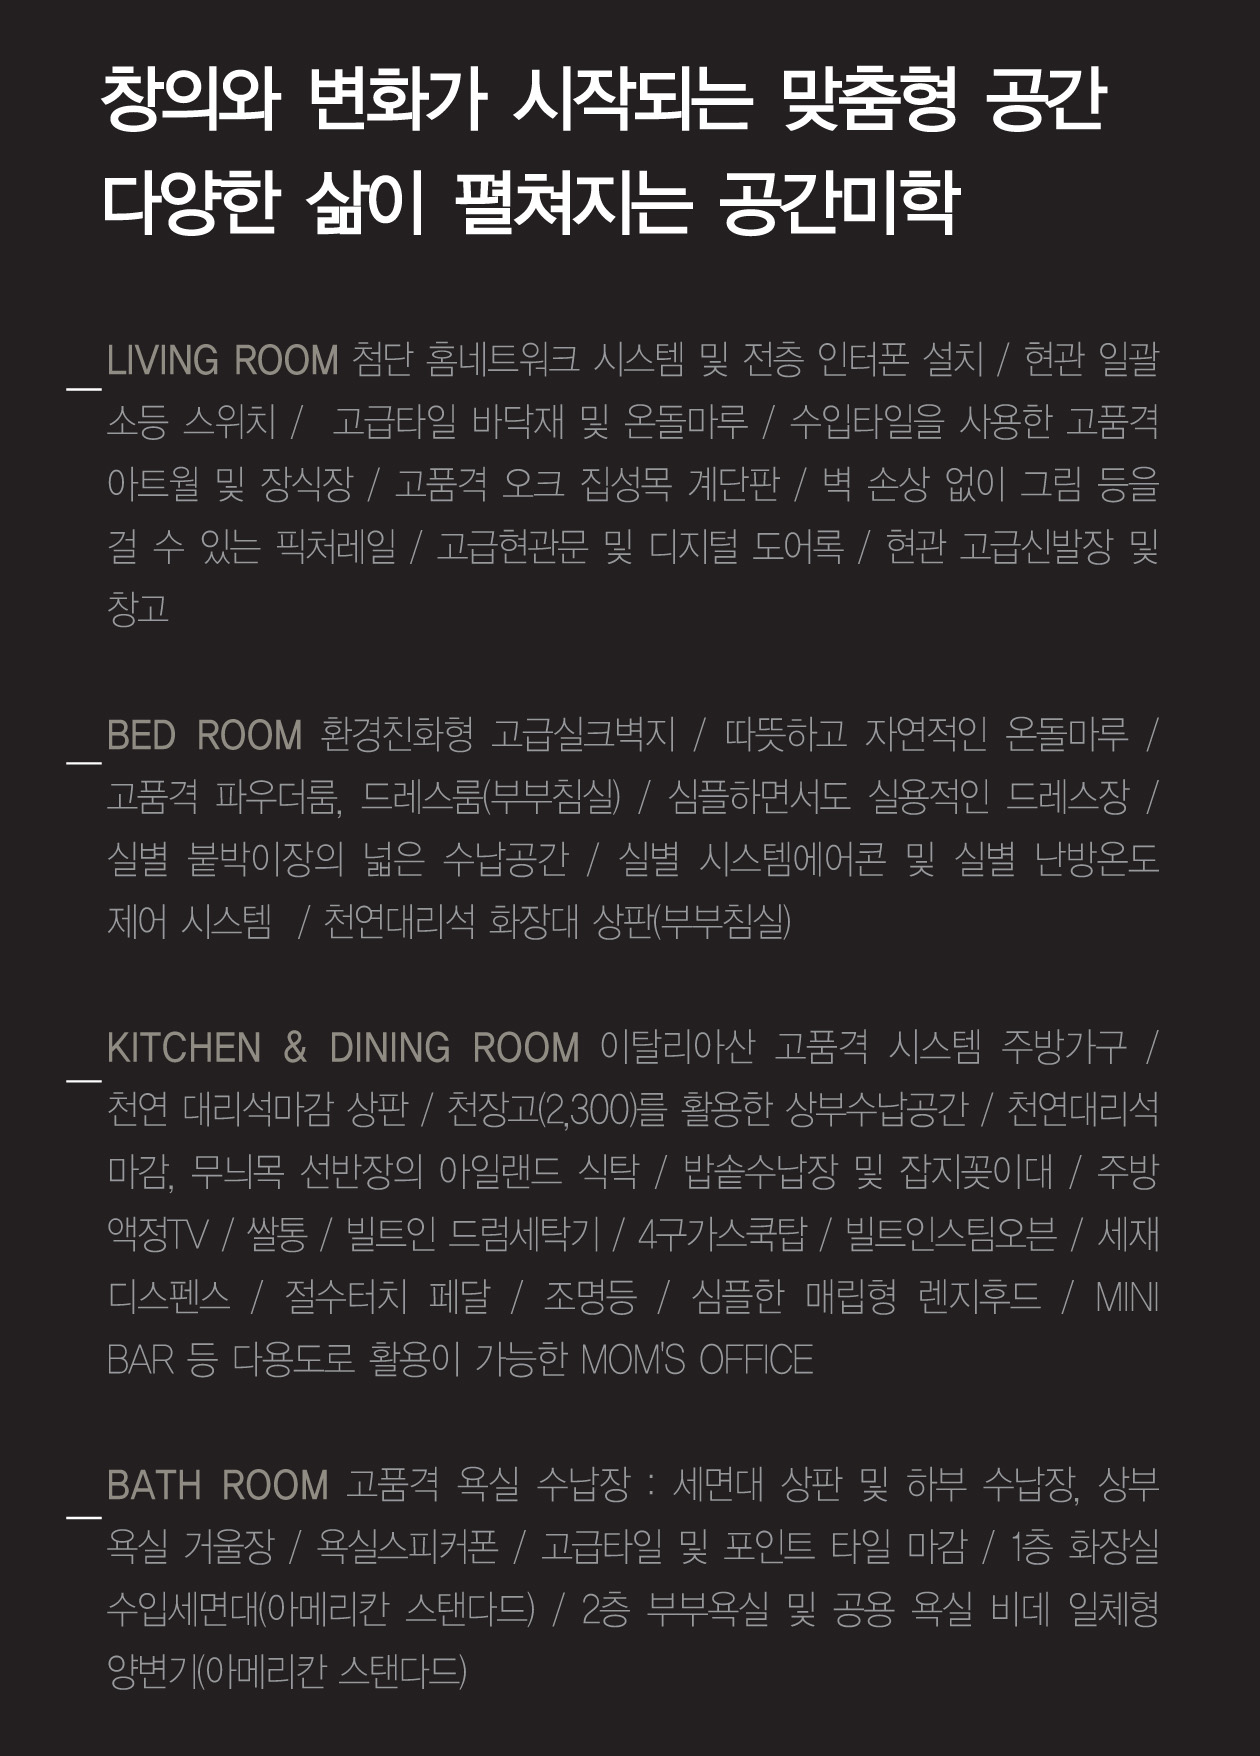 창의와 변화가 시작되는 맞춤형 공간
다양한 삶이 펼쳐지는 공간미학
LIVING ROOM 첨단 홈네트워크 시스템 및 전층 인터폰 설치 / 현관 일괄
소등 스위치 / 고급타일 바닥재 및 온돌마루 / 수입타일을 사용한 고품격
아트월 및 장식장 / 고품격 오크 집성목 계단판 / 벽 손상 없이 그림 등을
걸 수 있는 픽처레일 / 고급현관문 및 디지털 도어록 / 현관 고급신발장 및
창고
BED ROOM 환경친화형 고급실크벽지 / 따뜻하고 자연적인 온돌마루 /
고품격 파우더룸, 드레스룸(부부침실) / 심플하면서도 실용적인 드레스장 /
실별 붙박이장의 넓은 수납공간 / 실별 시스템에어콘 및 실별 난방온도
제어 시스템 / 천연대리석 화장대 상판(부부침실)
KITCHEN & DINING ROOM 이탈리아산 고품격 시스템 주방가구 /
천연 대리석마감 상판 / 천장고(2,300)를 활용한 상부수납공간 / 천연대리석
마감, 무늬목 선반장의 아일랜드 식탁 / 밥솥수납장 및 잡지꽂이대 / 주방
액정TV / 쌀통 / 빌트인 드럼세탁기 / 4구가스쿡탑 / 빌트인스팀오븐 / 세재
디스펜스 / 절수터치 페달 / 조명등 / 심플한 매립형 렌지후드 / MINI
BAR 등 다용도로 활용이 가능한 MOM'S OFFICE
BATH ROOM 고품격 욕실 수납장 : 세면대 상판 및 하부 수납장, 상부
욕실 거울장 / 욕실스피커폰 / 고급타일 및 포인트 타일 마감 / 1층 화장실
수입세면대(아메리칸 스탠다드) / 2층 부부욕실 및 공용 욕실 비데 일체형
양변기(아메리칸 스탠다드)